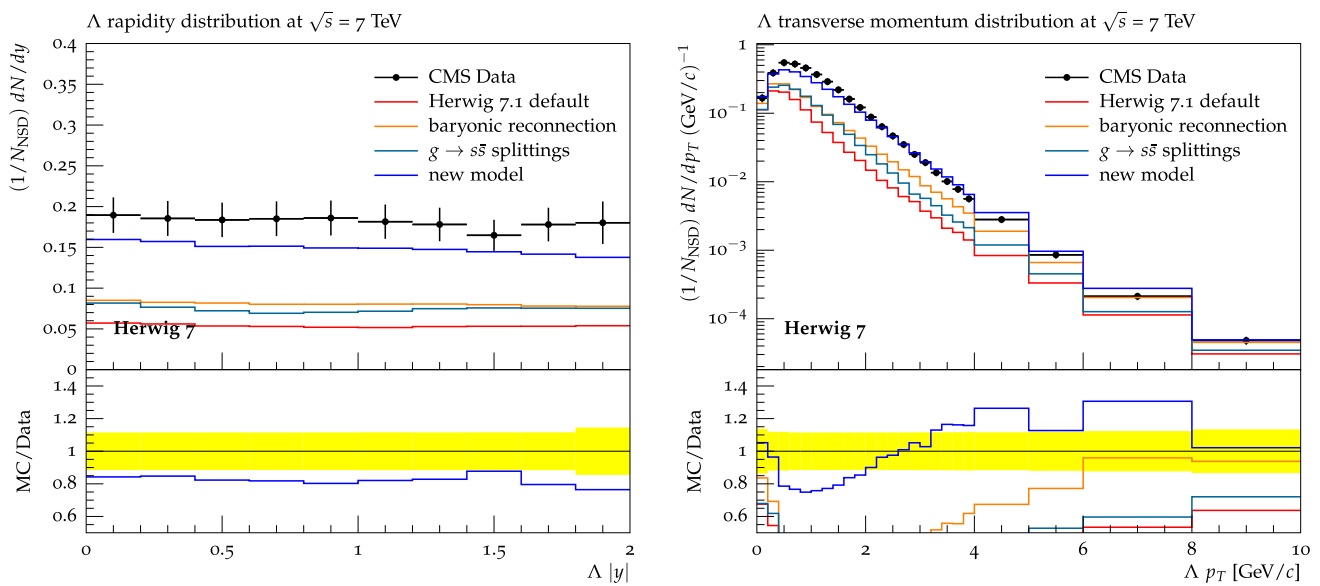 Λ rapidity distribution at √s = 7 TeV
(1/N_NSD) dN/dy
0.4
0.35
0.3
0.25
0.2
0.15
0.1
0.05
0
CMS Data
Herwig 7.1 default
baryonic reconnection
g → ss̄ splittings
new model
Herwig 7
MC/Data
1.4
1.2
1
0.8
0.6
0 0.5 1 1.5 2
Λ |y|
Λ transverse momentum distribution at √s = 7 TeV
(1/N_NSD) dN/dp_T (GeV/c)⁻¹
1
10⁻¹
10⁻²
10⁻³
10⁻⁴
CMS Data
Herwig 7.1 default
baryonic reconnection
g → ss̄ splittings
new model
Herwig 7
MC/Data
1.4
1.2
1
0.8
0.6
0 2 4 6 8 10
Λ p_T [GeV/c]